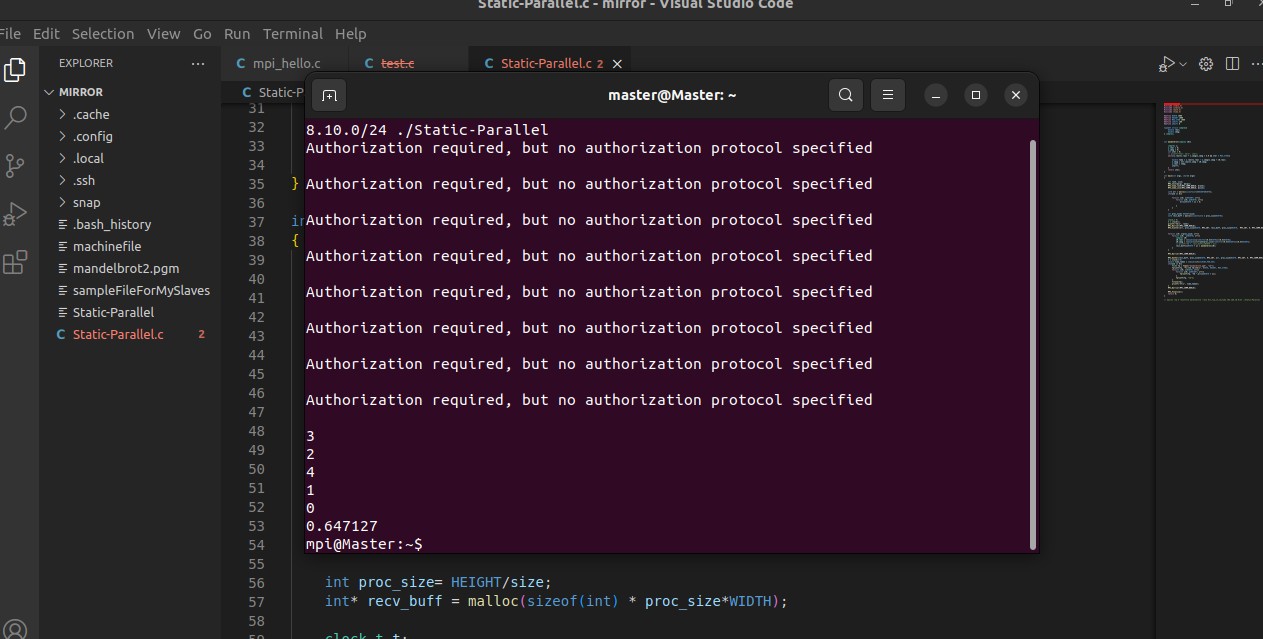 Static-Parallel.c - mirror - Visual Studio Code
File Edit Selection View Go Run Terminal Help
EXPLORER
MIRROR
.cache
.config
.local
.ssh
snap
.bash_history
machinefile
mandelbrot2.pgm
sampleFileForMySlaves
Static-Parallel
Static-Parallel.c 2
mpi_hello.c
test.c
Static-Parallel.c 2
Static-P
master@Master: ~
8.10.0/24 ./Static-Parallel
Authorization required, but no authorization protocol specified
Authorization required, but no authorization protocol specified
Authorization required, but no authorization protocol specified
Authorization required, but no authorization protocol specified
Authorization required, but no authorization protocol specified
Authorization required, but no authorization protocol specified
Authorization required, but no authorization protocol specified
Authorization required, but no authorization protocol specified
3
2
4
1
0
0.647127
mpi@Master:~$
31
32
33
34
35 }
36
37 in
38 {
39
40
41
42
43
44
45
46
47
48
49
50
51
52
53
54
55
56 int proc_size= HEIGHT/size;
57 int* recv_buff = malloc(sizeof(int) * proc_size*WIDTH);
58
59 clock_t t;